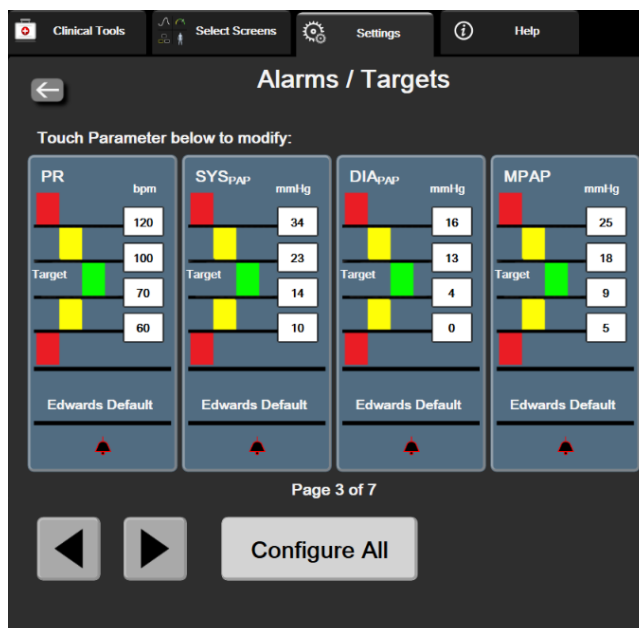 Clinical Tools Select Screens Settings Help
Alarms / Targets
Touch Parameter below to modify:
PR
bpm
120
100
Target
70
60
Edwards Default
SYSPAP
mmHg
34
23
Target
14
10
Edwards Default
DIAPAP
mmHg
16
13
Target
4
0
Edwards Default
MPAP
mmHg
25
18
Target
9
5
Edwards Default
Page 3 of 7
Configure All